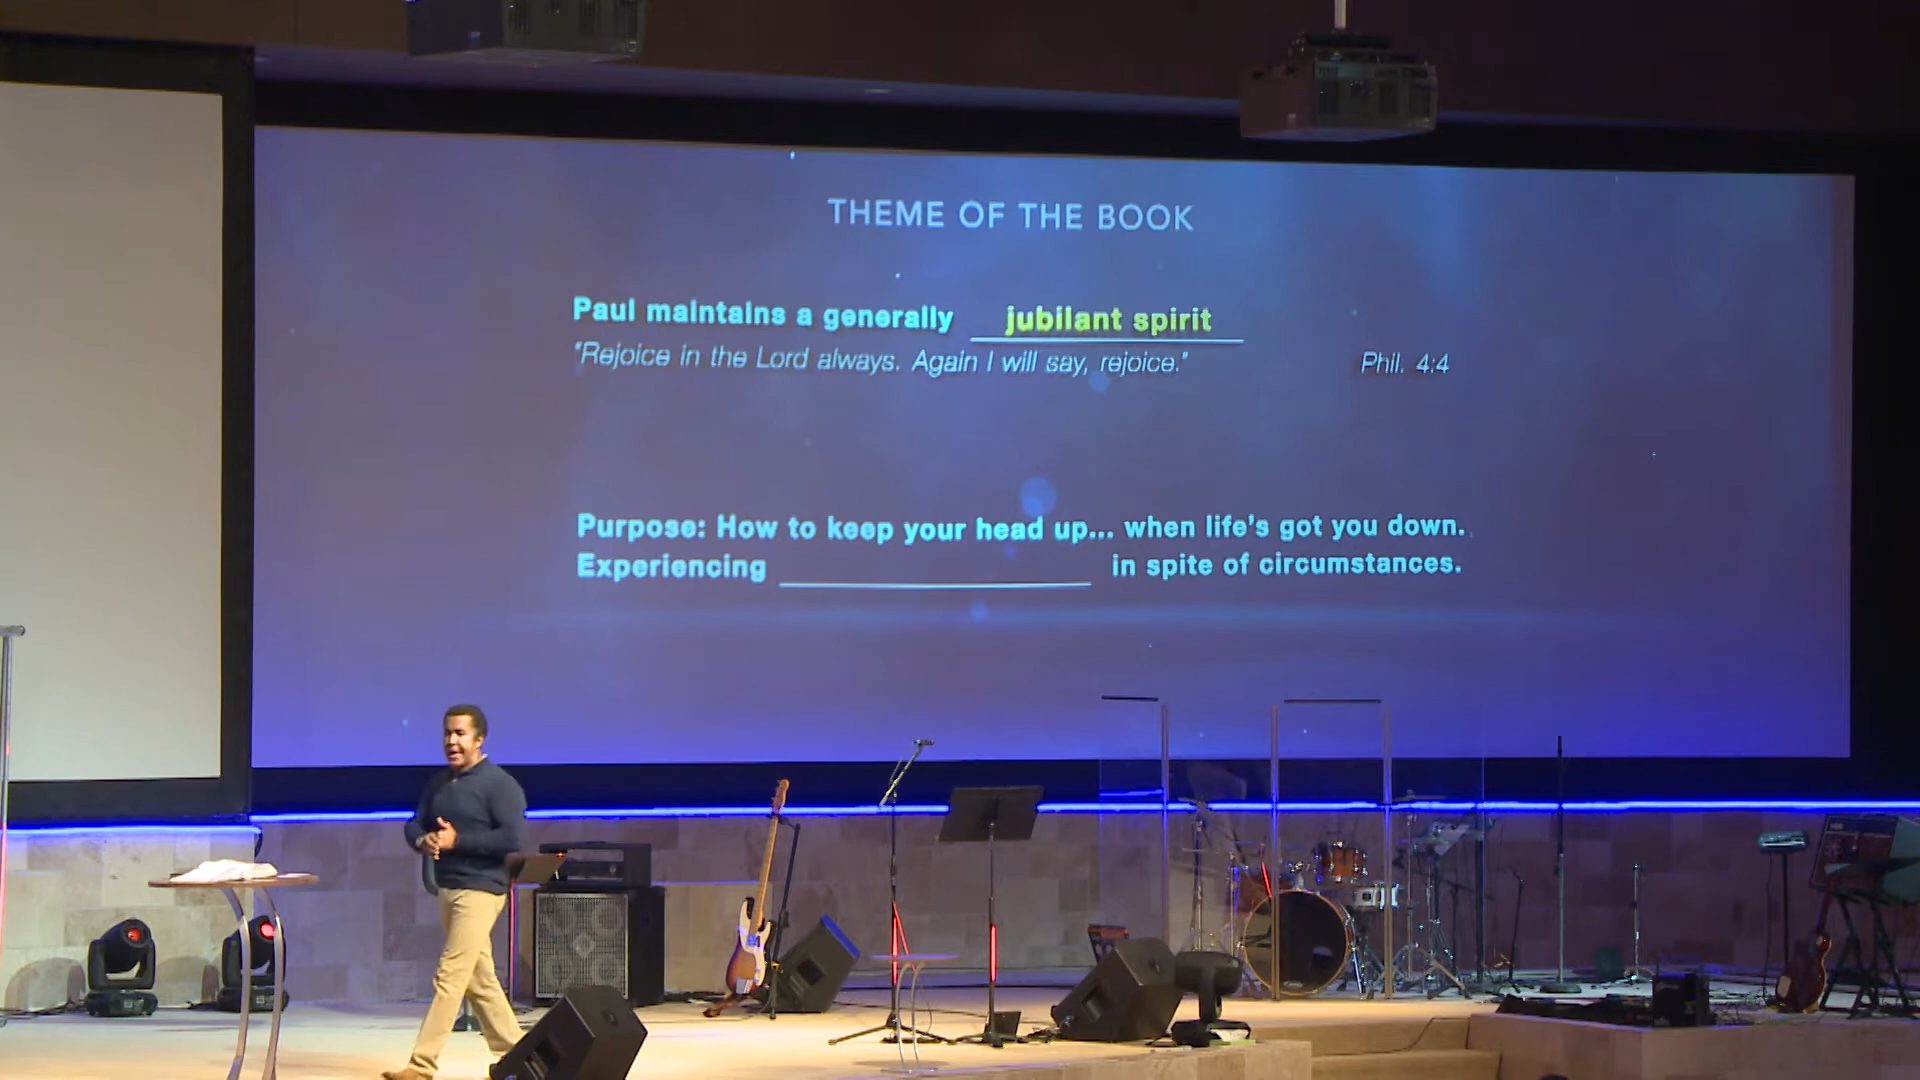 THEME OF THE BOOK
Paul maintains a generally jubilant spirit
"Rejoice in the Lord always. Again I will say, rejoice." Phil. 4:4
Purpose: How to keep your head up... when life's got you down.
Experiencing __________ in spite of circumstances.